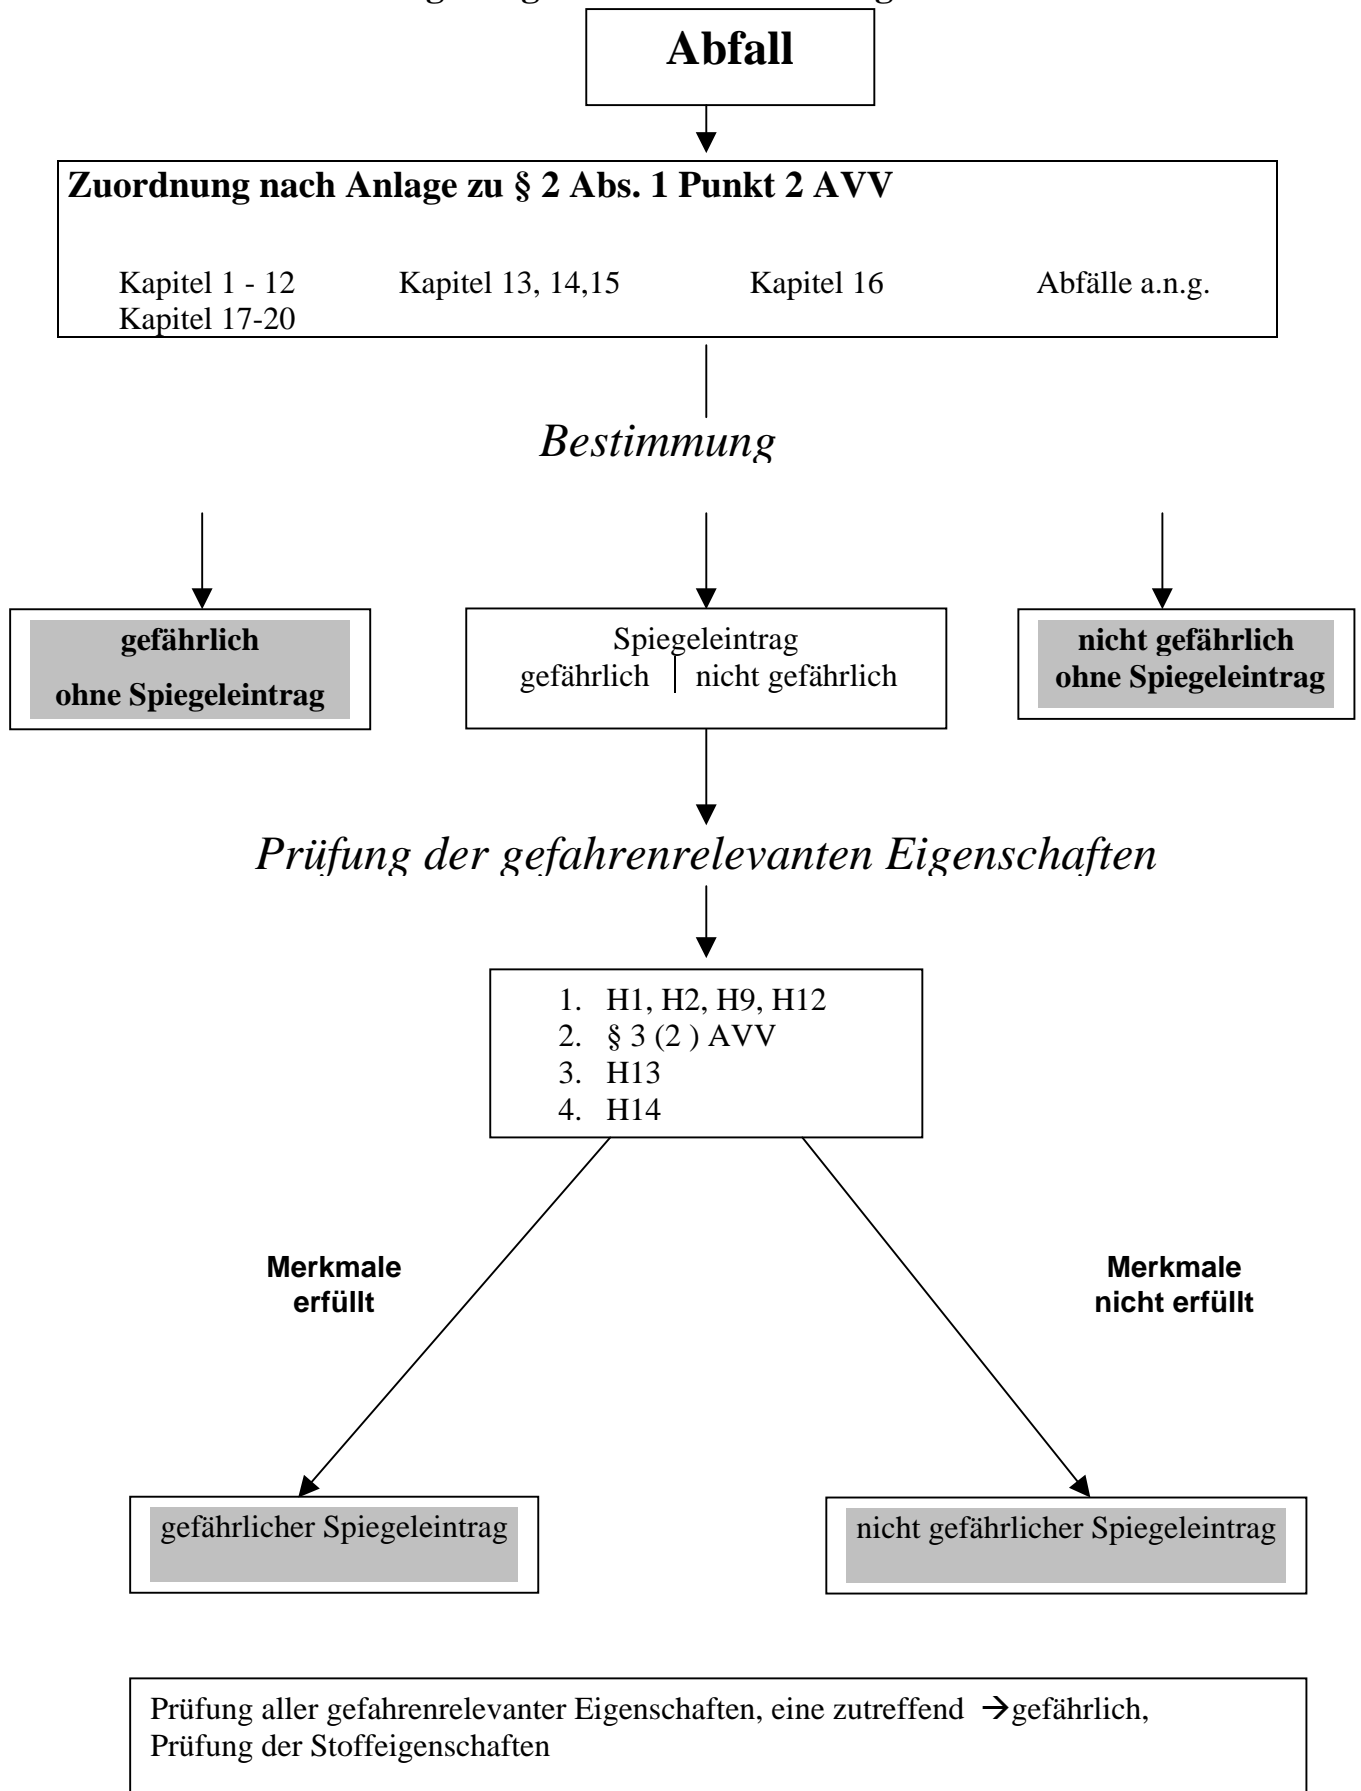 Abfall
Zuordnung nach Anlage zu § 2 Abs. 1 Punkt 2 AVV
Kapitel 1 - 12 Kapitel 13, 14,15 Kapitel 16 Abfälle a.n.g.
Kapitel 17-20
Bestimmung
gefährlich
ohne Spiegeleintrag
Spiegeleintrag
gefährlich nicht gefährlich
nicht gefährlich
ohne Spiegeleintrag
Prüfung der gefahrenrelevanten Eigenschaften
1. H1, H2, H9, H12
2. § 3 (2 ) AVV
3. H13
4. H14
Merkmale
erfüllt
Merkmale
nicht erfüllt
gefährlicher Spiegeleintrag
nicht gefährlicher Spiegeleintrag
Prüfung aller gefahrenrelevanter Eigenschaften, eine zutreffend →gefährlich,
Prüfung der Stoffeigenschaften